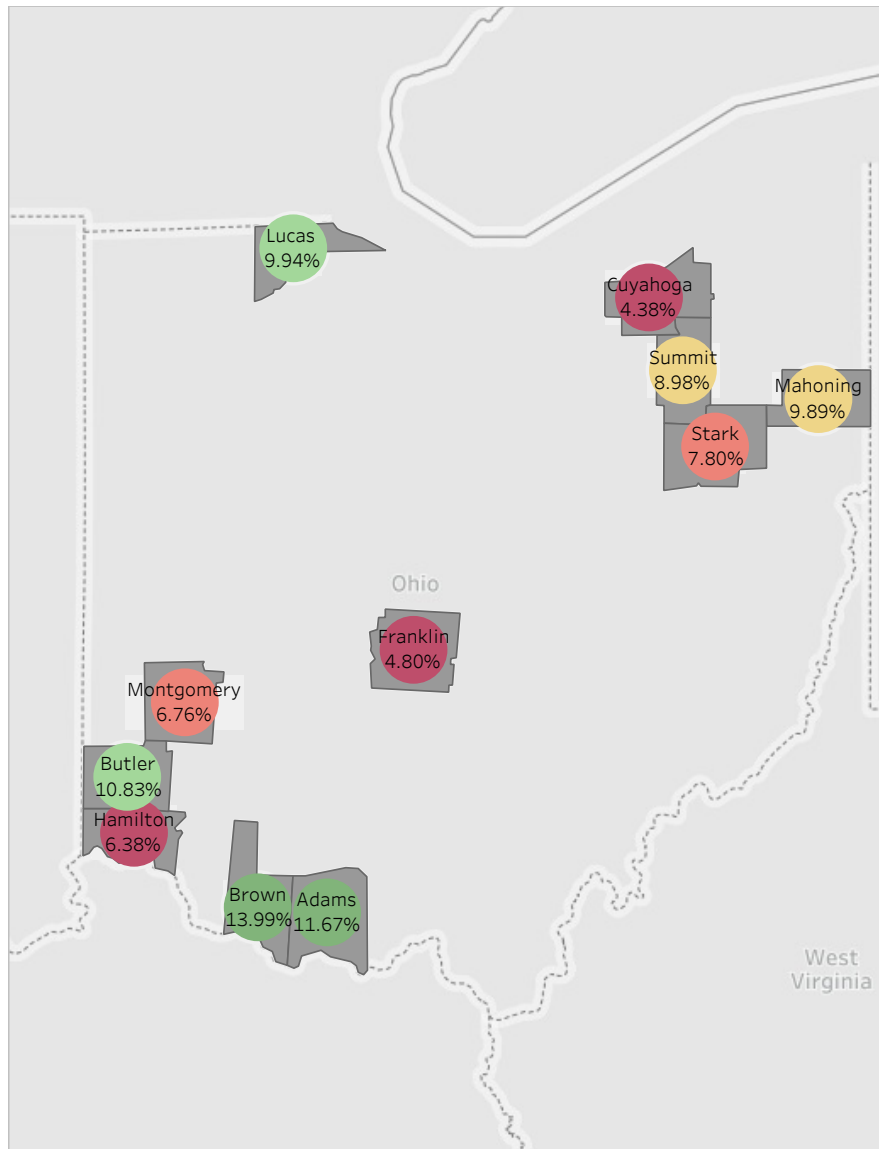 Lucas
9.94%
Cuyahoga
4.38%
Summit
8.98%
Mahoning
9.89%
Stark
7.80%
Ohio
Franklin
4.80%
Montgomery
6.76%
Butler
10.83%
Hamilton
6.38%
Brown
13.99%
Adams
11.67%
West
Virginia